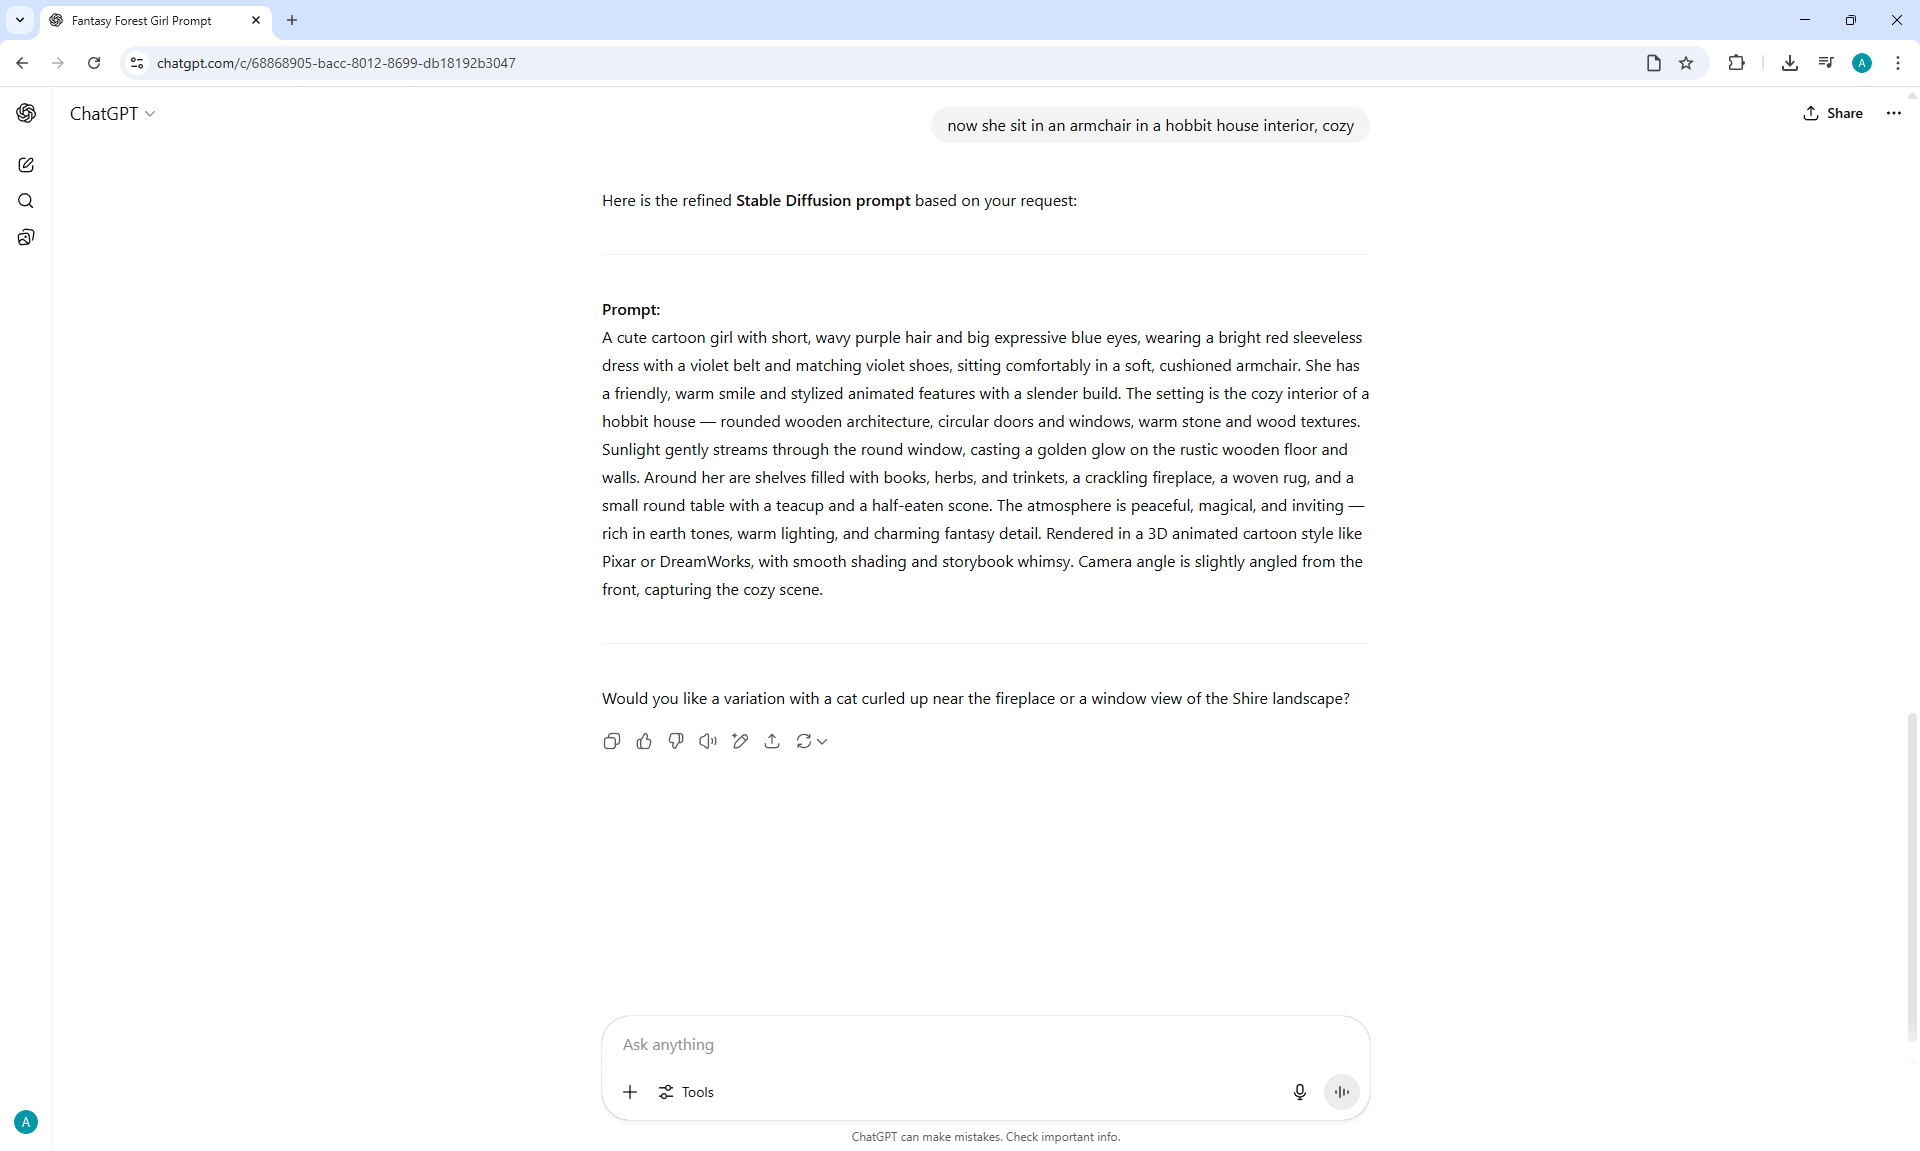 Fantasy Forest Girl Prompt
chatgpt.com/c/68868905-bacc-8012-8699-db18192b3047
A
ChatGPT
Share
now she sit in an armchair in a hobbit house interior, cozy
Here is the refined Stable Diffusion prompt based on your request:
Prompt:
A cute cartoon girl with short, wavy purple hair and big expressive blue eyes, wearing a bright red sleeveless
dress with a violet belt and matching violet shoes, sitting comfortably in a soft, cushioned armchair. She has
a friendly, warm smile and stylized animated features with a slender build. The setting is the cozy interior of a
hobbit house — rounded wooden architecture, circular doors and windows, warm stone and wood textures.
Sunlight gently streams through the round window, casting a golden glow on the rustic wooden floor and
walls. Around her are shelves filled with books, herbs, and trinkets, a crackling fireplace, a woven rug, and a
small round table with a teacup and a half-eaten scone. The atmosphere is peaceful, magical, and inviting —
rich in earth tones, warm lighting, and charming fantasy detail. Rendered in a 3D animated cartoon style like
Pixar or DreamWorks, with smooth shading and storybook whimsy. Camera angle is slightly angled from the
front, capturing the cozy scene.
Would you like a variation with a cat curled up near the fireplace or a window view of the Shire landscape?
Ask anything
Tools
A
ChatGPT can make mistakes. Check important info.